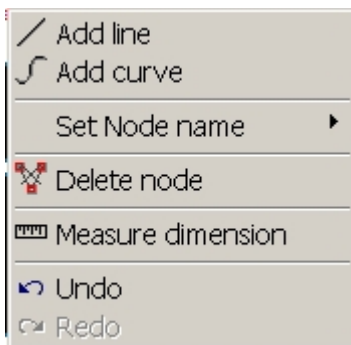 Add line
Add curve
Set Node name
Delete node
Measure dimension
Undo
Redo